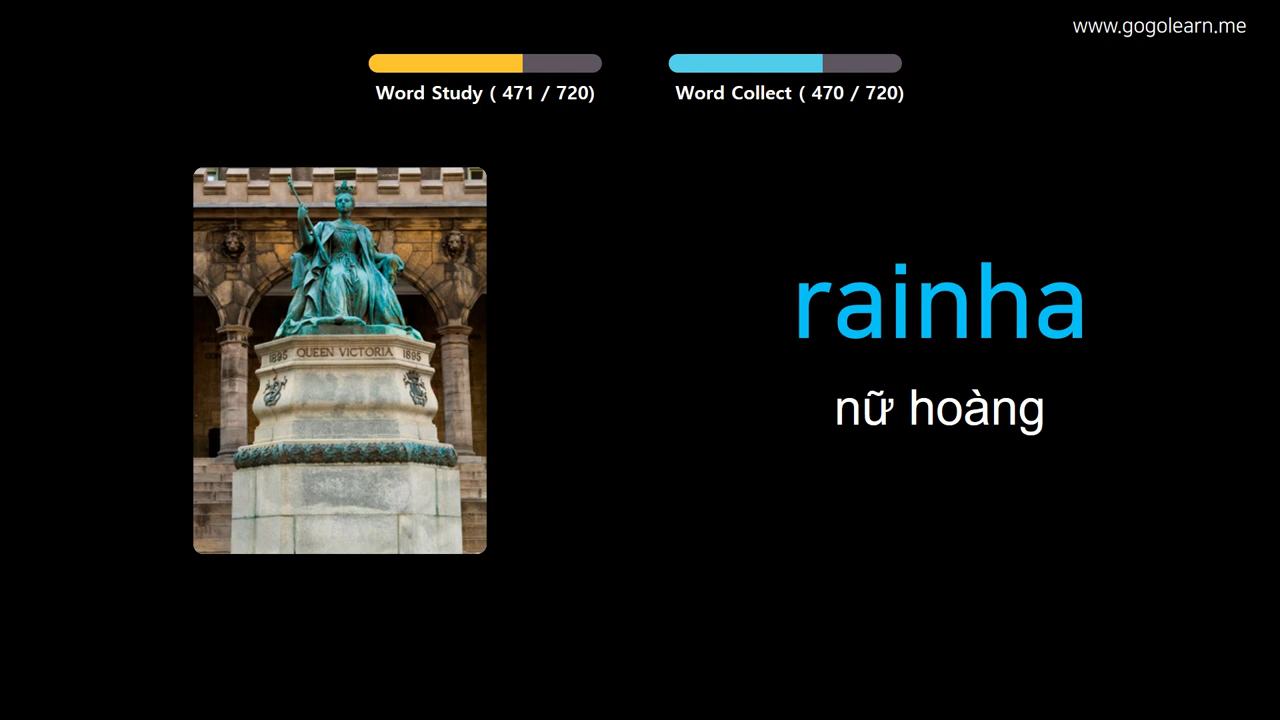 www.gogolearn.me
Word Study ( 471 / 720)
Word Collect ( 470 / 720)
1895 QUEEN VICTORIA 1895
rainha
nữ hoàng